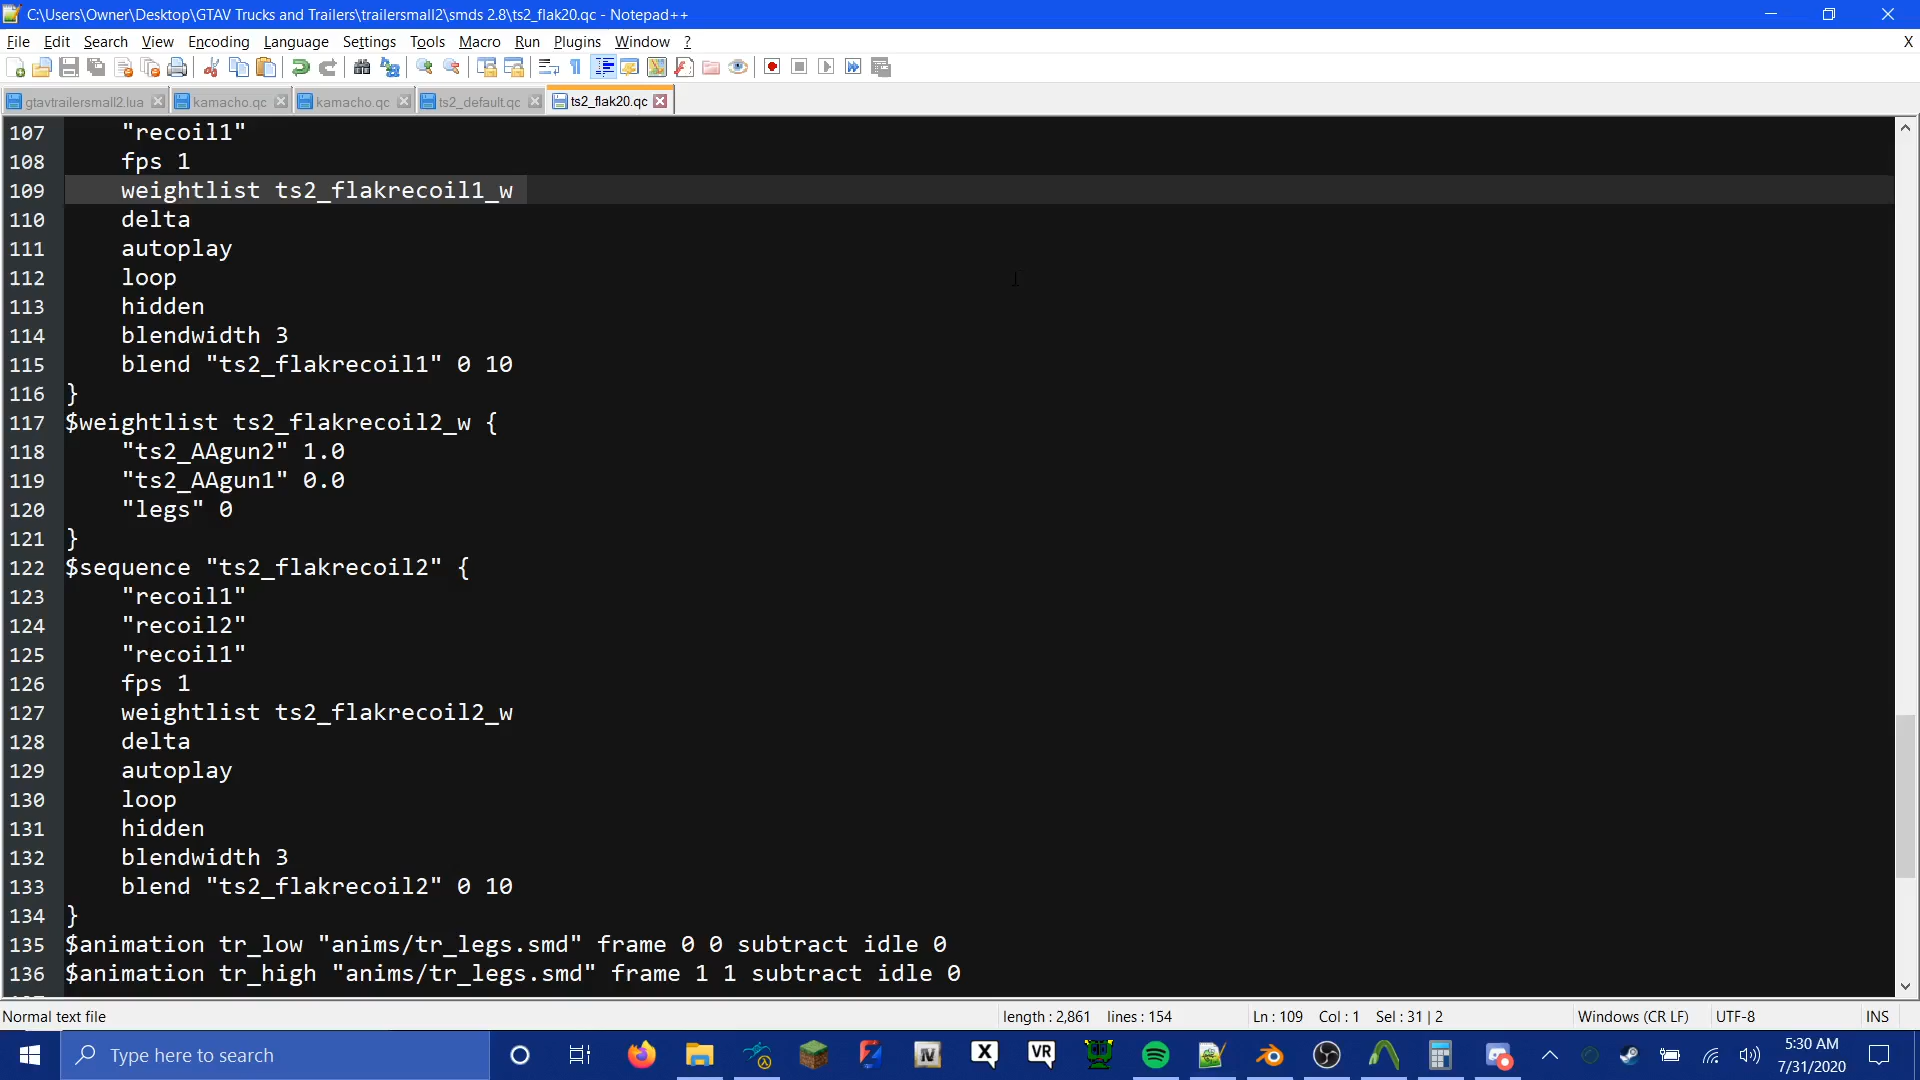 C:\Users\Owner\Desktop\GTAV Trucks and Trailers\trailersmall2\smds 2.8\ts2_flak20.qc - Notepad++
File Edit Search View Encoding Language Settings Tools Macro Run Plugins Window ? X
gtavtrailersmall2.lua kamacho.qc kamacho.qc ts2_default.qc ts2_flak20.qc
107 "recoil1"
108 fps 1
109 weightlist ts2_flakrecoil1_w
110 delta
111 autoplay
112 loop
113 hidden
114 blendwidth 3
115 blend "ts2_flakrecoil1" 0 10
116 }
117 $weightlist ts2_flakrecoil2_w {
118 "ts2_AAgun2" 1.0
119 "ts2_AAgun1" 0.0
120 "legs" 0
121 }
122 $sequence "ts2_flakrecoil2" {
123 "recoil1"
124 "recoil2"
125 "recoil1"
126 fps 1
127 weightlist ts2_flakrecoil2_w
128 delta
129 autoplay
130 loop
131 hidden
132 blendwidth 3
133 blend "ts2_flakrecoil2" 0 10
134 }
135 $animation tr_low "anims/tr_legs.smd" frame 0 0 subtract idle 0
136 $animation tr_high "anims/tr_legs.smd" frame 1 1 subtract idle 0
Normal text file length : 2,861 lines : 154 Ln : 109 Col : 1 Sel : 31 | 2 Windows (CR LF) UTF-8 INS
Type here to search IV X VR 5:30 AM
7/31/2020